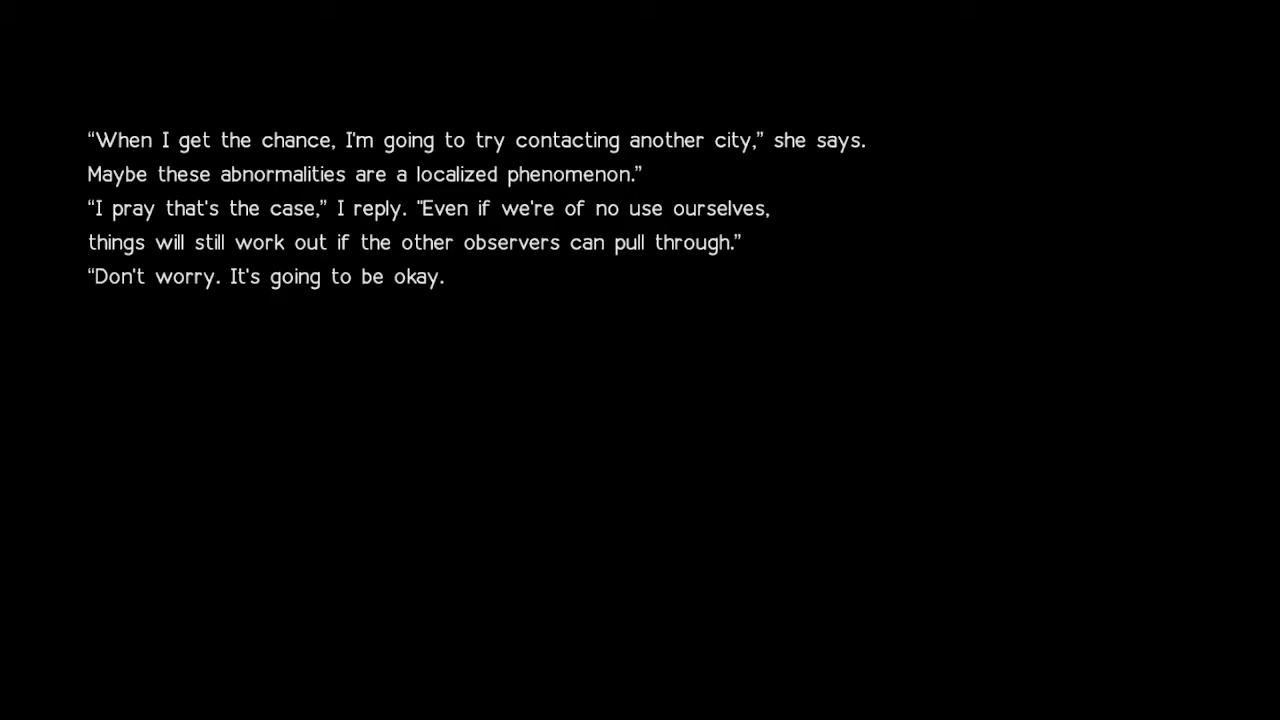 “When I get the chance, I'm going to try contacting another city,” she says.
Maybe these abnormalities are a localized phenomenon.”
“I pray that's the case,” I reply. "Even if we're of no use ourselves,
things will still work out if the other observers can pull through.”
“Don't worry. It's going to be okay.